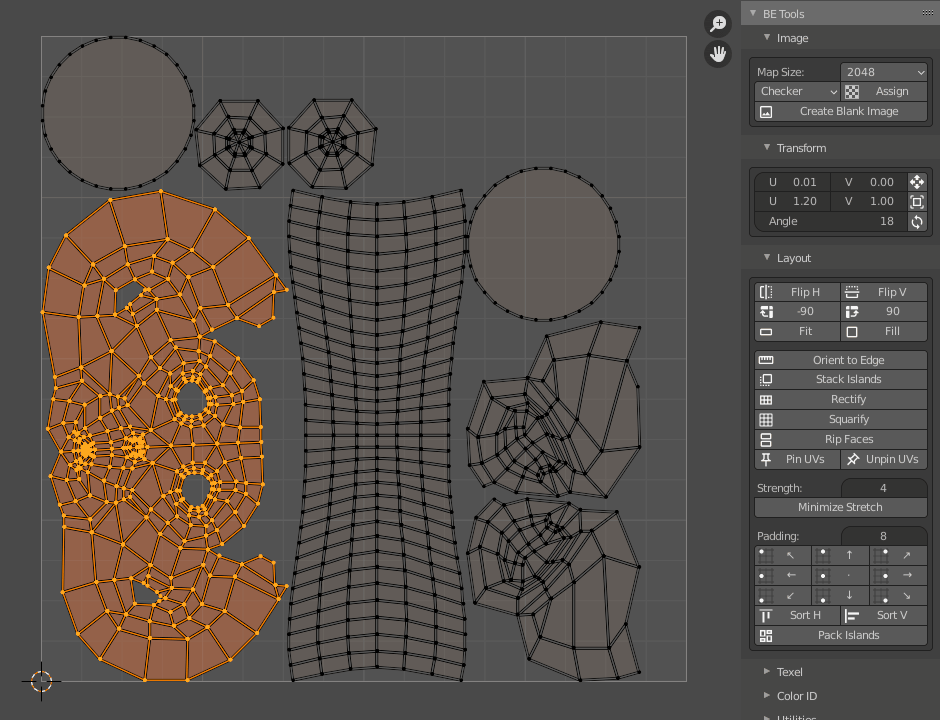 BE Tools
Image
Map Size: 2048
Checker Assign
Create Blank Image
Transform
U 0.01 V 0.00
U 1.20 V 1.00
Angle 18
Layout
Flip H Flip V
-90 90
Fit Fill
Orient to Edge
Stack Islands
Rectify
Squarify
Rip Faces
Pin UVs Unpin UVs
Strength: 4
Minimize Stretch
Padding: 8
↖ ↑ ↗
← · →
↙ ↓ ↘
Sort H Sort V
Pack Islands
Texel
Color ID
Utilities